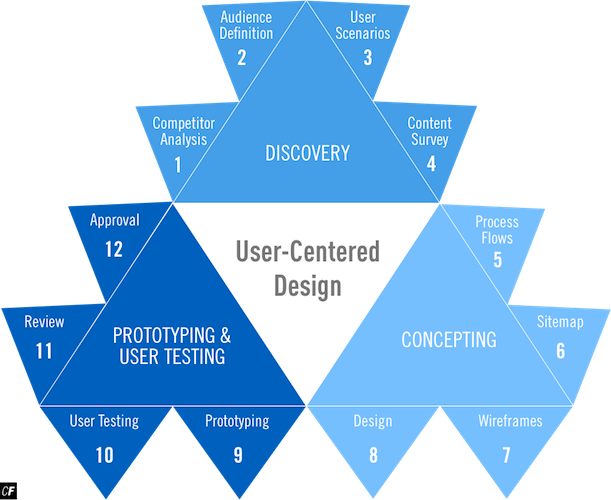 Audience
Definition
2
User
Scenarios
3
Competitor
Analysis
1
Content
Survey
4
DISCOVERY
Approval
12
Process
Flows
5
User-Centered
Design
Review
11
Sitemap
6
PROTOTYPING &
USER TESTING
CONCEPTING
User Testing
10
Prototyping
9
Design
8
Wireframes
7
CF